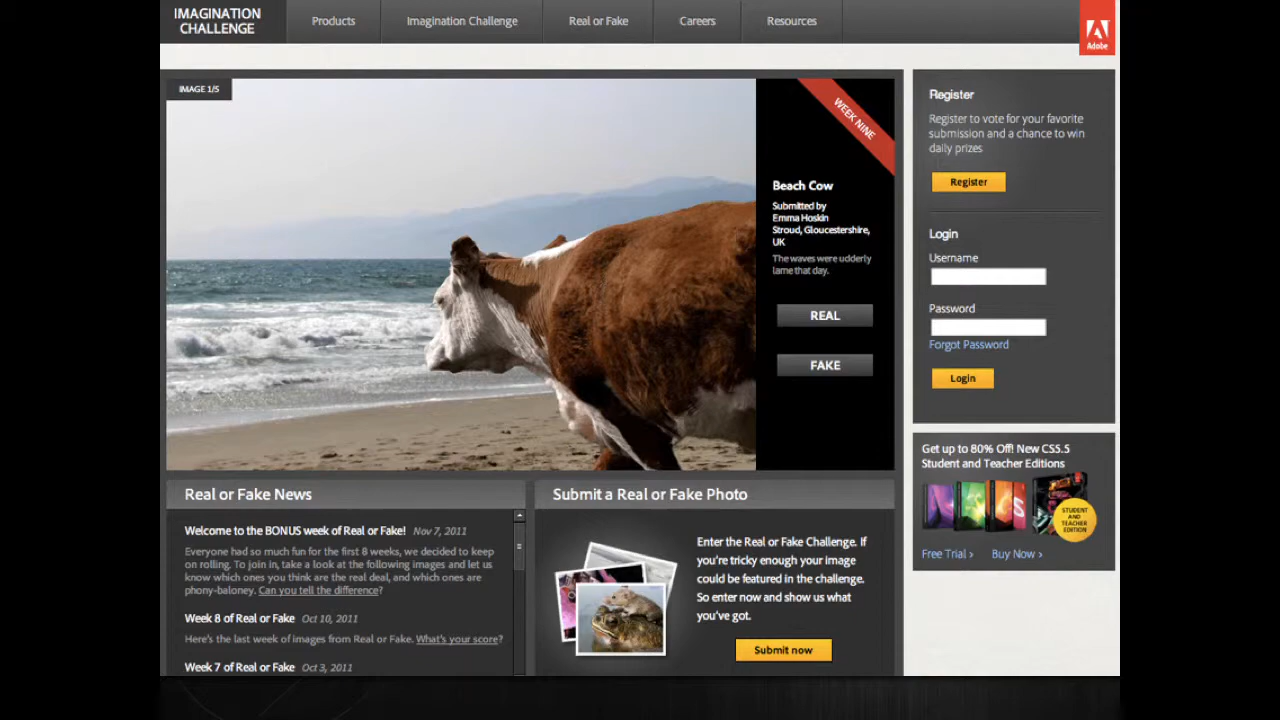 IMAGINATION
CHALLENGE
Products
Imagination Challenge
Real or Fake
Careers
Resources
Adobe
IMAGE 1/5
WEEK NINE
Beach Cow
Submitted by
Emma Hoskin
Stroud, Gloucestershire,
UK
The waves were udderly
lame that day.
REAL
FAKE
Register
Register to vote for your favorite
submission and a chance to win
daily prizes
Register
Login
Username
Password
Forgot Password
Login
Get up to 80% Off! New CS5.5
Student and Teacher Editions
STUDENT
AND
TEACHER
EDITION
Free Trial ›
Buy Now ›
Real or Fake News
Welcome to the BONUS week of Real or Fake! Nov 7, 2011
Everyone had so much fun for the first 8 weeks, we decided to keep
on rolling. To join in, take a look at the following images and let us
know which ones you think are the real deal, and which ones are
phony-baloney. Can you tell the difference?
Week 8 of Real or Fake Oct 10, 2011
Here's the last week of images from Real or Fake. What's your score?
Week 7 of Real or Fake Oct 3, 2011
Submit a Real or Fake Photo
Enter the Real or Fake Challenge. If
you're tricky enough your image
could be featured in the challenge.
So enter now and show us what
you've got.
Submit now